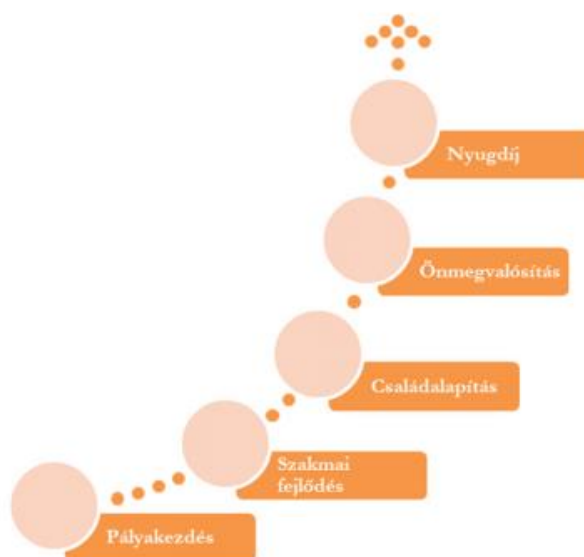 Nyugdíj
Önmegvalósítás
Családalapítás
Szakmai
fejlődés
Pályakezdés